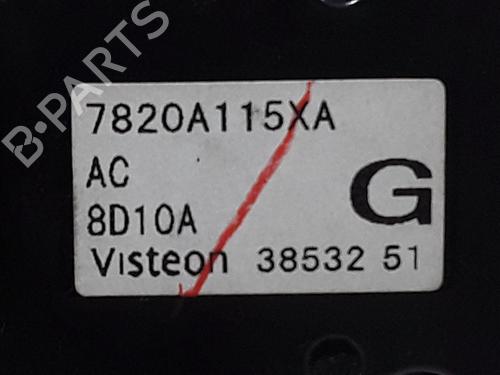 B-PARTS
7820A115XA
AC
8D10A
G
Visteon 38532 51